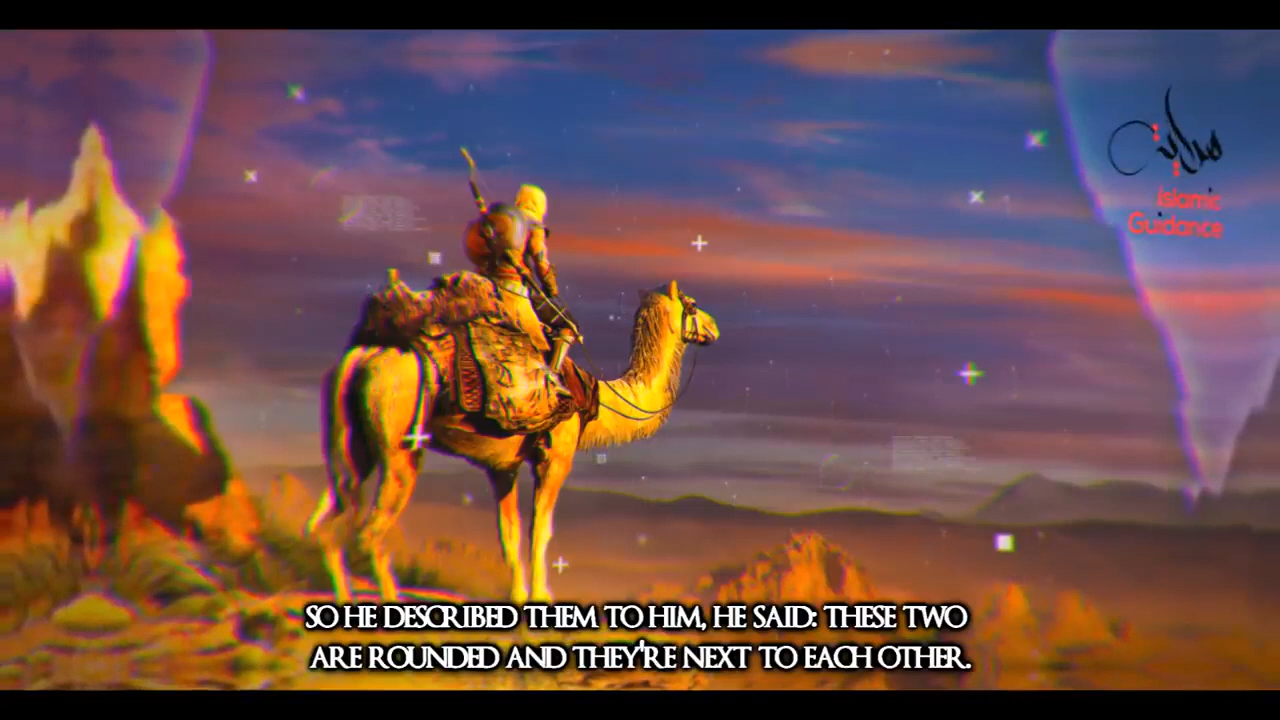 هداية
Islamic
Guidance
SO HE DESCRIBED THEM TO HIM, HE SAID: THESE TWO
ARE ROUNDED AND THEY'RE NEXT TO EACH OTHER.